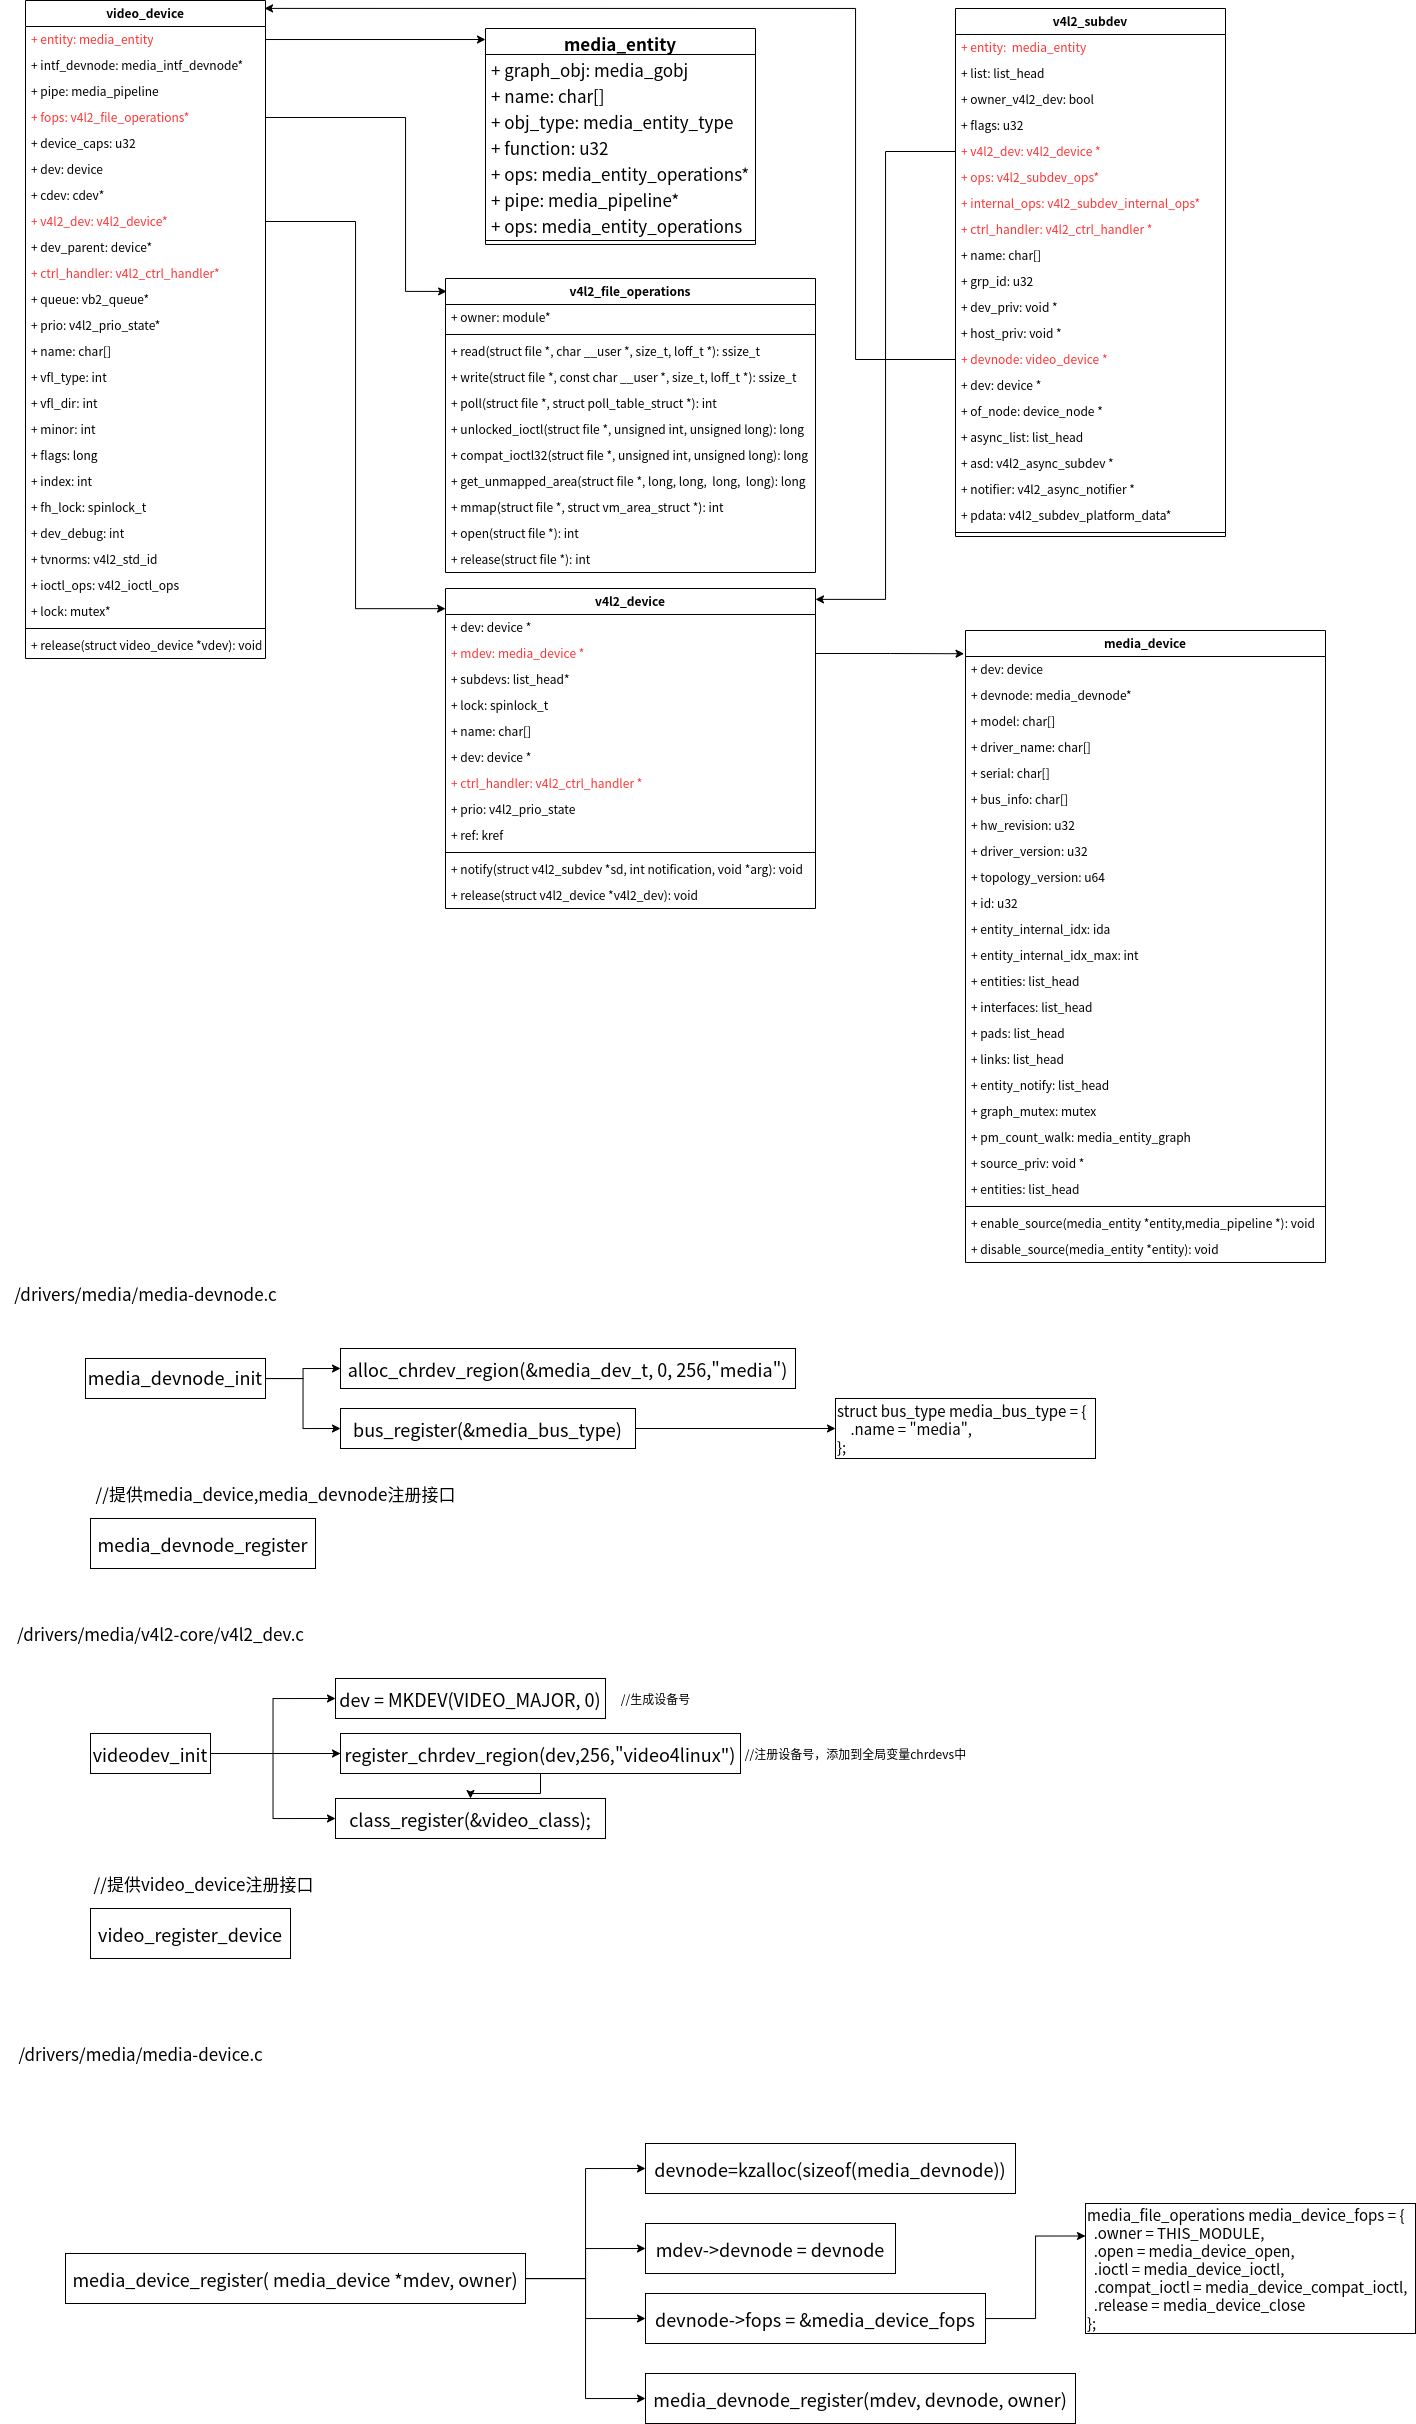 video_device
+ entity: media_entity
+ intf_devnode: media_intf_devnode*
+ pipe: media_pipeline
+ fops: v4l2_file_operations*
+ device_caps: u32
+ dev: device
+ cdev: cdev*
+ v4l2_dev: v4l2_device*
+ dev_parent: device*
+ ctrl_handler: v4l2_ctrl_handler*
+ queue: vb2_queue*
+ prio: v4l2_prio_state*
+ name: char[]
+ vfl_type: int
+ vfl_dir: int
+ minor: int
+ flags: long
+ index: int
+ fh_lock: spinlock_t
+ dev_debug: int
+ tvnorms: v4l2_std_id
+ ioctl_ops: v4l2_ioctl_ops
+ lock: mutex*
+ release(struct video_device *vdev): void
media_entity
+ graph_obj: media_gobj
+ name: char[]
+ obj_type: media_entity_type
+ function: u32
+ ops: media_entity_operations*
+ pipe: media_pipeline*
+ ops: media_entity_operations
v4l2_file_operations
+ owner: module*
+ read(struct file *, char __user *, size_t, loff_t *): ssize_t
+ write(struct file *, const char __user *, size_t, loff_t *): ssize_t
+ poll(struct file *, struct poll_table_struct *): int
+ unlocked_ioctl(struct file *, unsigned int, unsigned long): long
+ compat_ioctl32(struct file *, unsigned int, unsigned long): long
+ get_unmapped_area(struct file *, long, long,  long,  long): long
+ mmap(struct file *, struct vm_area_struct *): int
+ open(struct file *): int
+ release(struct file *): int
v4l2_device
+ dev: device *
+ mdev: media_device *
+ subdevs: list_head*
+ lock: spinlock_t
+ name: char[]
+ dev: device *
+ ctrl_handler: v4l2_ctrl_handler *
+ prio: v4l2_prio_state
+ ref: kref
+ notify(struct v4l2_subdev *sd, int notification, void *arg): void
+ release(struct v4l2_device *v4l2_dev): void
v4l2_subdev
+ entity:  media_entity
+ list: list_head
+ owner_v4l2_dev: bool
+ flags: u32
+ v4l2_dev: v4l2_device *
+ ops: v4l2_subdev_ops*
+ internal_ops: v4l2_subdev_internal_ops*
+ ctrl_handler: v4l2_ctrl_handler *
+ name: char[]
+ grp_id: u32
+ dev_priv: void *
+ host_priv: void *
+ devnode: video_device *
+ dev: device *
+ of_node: device_node *
+ async_list: list_head
+ asd: v4l2_async_subdev *
+ notifier: v4l2_async_notifier *
+ pdata: v4l2_subdev_platform_data*
media_device
+ dev: device
+ devnode: media_devnode*
+ model: char[]
+ driver_name: char[]
+ serial: char[]
+ bus_info: char[]
+ hw_revision: u32
+ driver_version: u32
+ topology_version: u64
+ id: u32
+ entity_internal_idx: ida
+ entity_internal_idx_max: int
+ entities: list_head
+ interfaces: list_head
+ pads: list_head
+ links: list_head
+ entity_notify: list_head
+ graph_mutex: mutex
+ pm_count_walk: media_entity_graph
+ source_priv: void *
+ entities: list_head
+ enable_source(media_entity *entity,media_pipeline *): void
+ disable_source(media_entity *entity): void
/drivers/media/media-devnode.c
media_devnode_init
alloc_chrdev_region(&media_dev_t, 0, 256,"media")
bus_register(&media_bus_type)
struct bus_type media_bus_type = {
.name = "media",
};
//提供media_device,media_devnode注册接口
media_devnode_register
/drivers/media/v4l2-core/v4l2_dev.c
dev = MKDEV(VIDEO_MAJOR, 0)
//生成设备号
videodev_init
register_chrdev_region(dev,256,"video4linux")
//注册设备号，添加到全局变量chrdevs中
class_register(&video_class);
//提供video_device注册接口
video_register_device
/drivers/media/media-device.c
media_device_register( media_device *mdev, owner)
devnode=kzalloc(sizeof(media_devnode))
mdev->devnode = devnode
devnode->fops = &media_device_fops
media_file_operations media_device_fops = {
.owner = THIS_MODULE,
.open = media_device_open,
.ioctl = media_device_ioctl,
.compat_ioctl = media_device_compat_ioctl,
.release = media_device_close
};
media_devnode_register(mdev, devnode, owner)